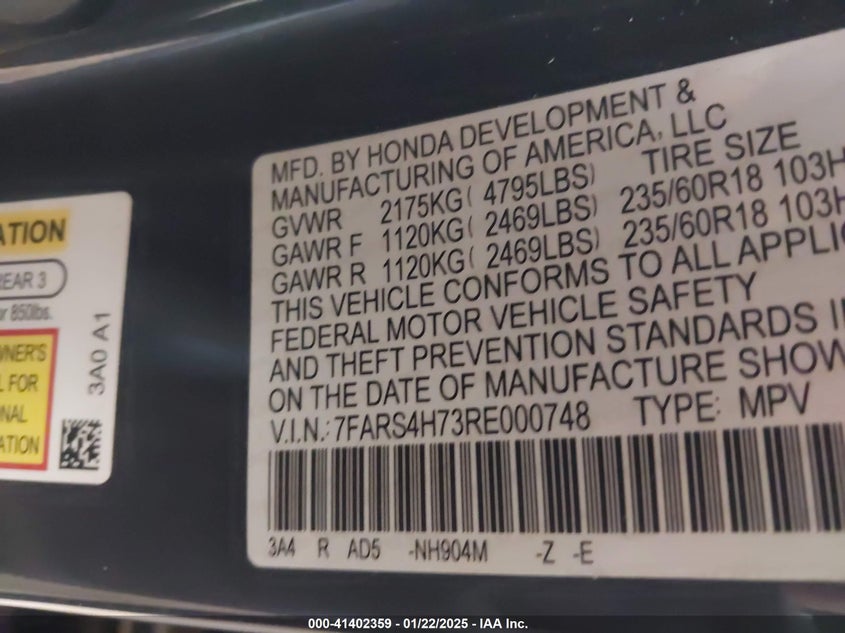 ATION
REAR 3
or 850lbs.
WNER'S
L FOR
ONAL
ATION
3A0 A1
MFD. BY HONDA DEVELOPMENT &
MANUFACTURING OF AMERICA, LLC
GVWR 2175KG( 4795LBS) TIRE SIZE
GAWR F 1120KG( 2469LBS) 235/60R18 103H
GAWR R 1120KG( 2469LBS) 235/60R18 103H
THIS VEHICLE CONFORMS TO ALL APPLIC
FEDERAL MOTOR VEHICLE SAFETY
AND THEFT PREVENTION STANDARDS I
ON THE DATE OF MANUFACTURE SHOW
V.I.N.: 7FARS4H73RE000748 TYPE: MPV
3A4 R AD5 -NH904M -Z -E
000-41402359 - 01/22/2025 - IAA Inc.